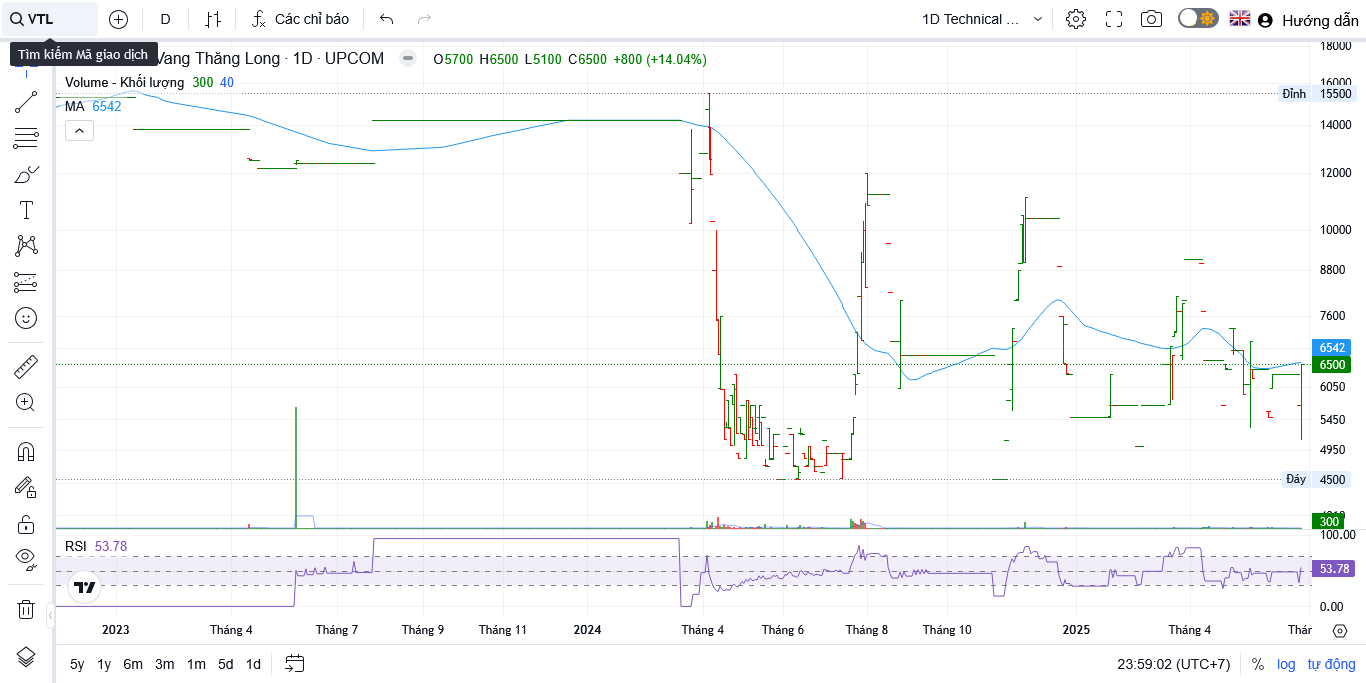 VTL
D
Các chỉ báo
1D Technical ...
Hướng dẫn
Tìm kiếm Mã giao dịch
Vang Thăng Long · 1D · UPCOM
O5700 H6500 L5100 C6500 +800 (+14.04%)
Volume - Khối lượng 300 40
MA 6542
18000
16000
Đỉnh 15500
14000
12000
10000
8800
7600
6542
6500
6050
5450
4950
Đáy 4500
300
100.00
RSI 53.78
53.78
0.00
2023 Tháng 4 Tháng 7 Tháng 9 Tháng 11 2024 Tháng 4 Tháng 6 Tháng 8 Tháng 10 2025 Tháng 4 Thár
5y 1y 6m 3m 1m 5d 1d
23:59:02 (UTC+7) % log tự động